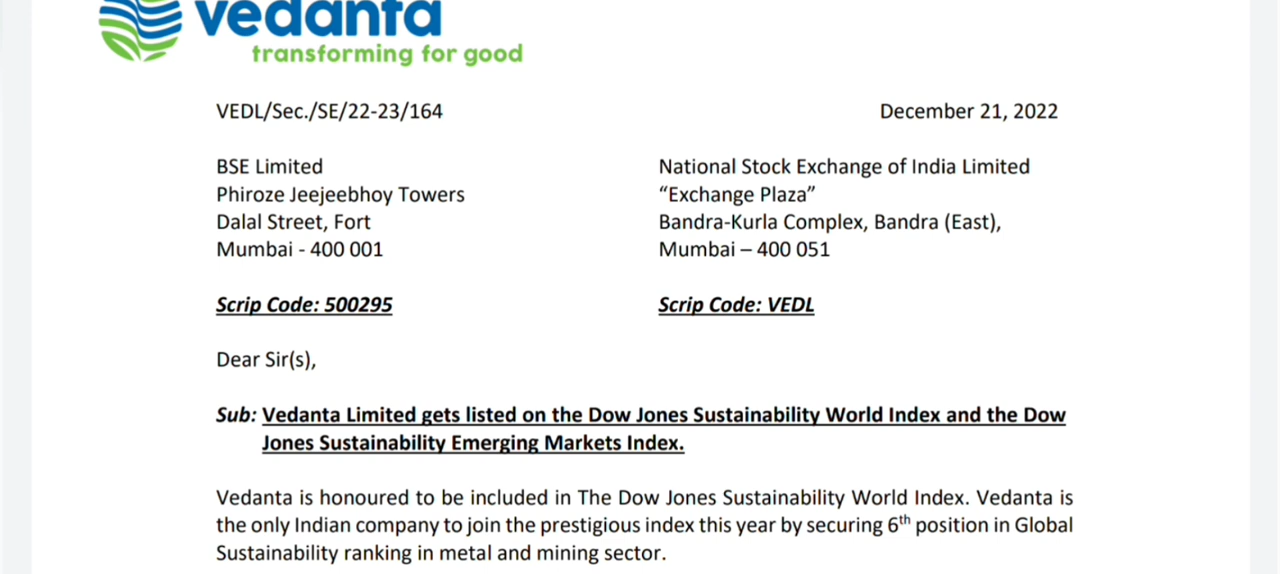 vedanta
transforming for good
VEDL/Sec./SE/22-23/164 December 21, 2022
BSE Limited
Phiroze Jeejeebhoy Towers
Dalal Street, Fort
Mumbai - 400 001
National Stock Exchange of India Limited
“Exchange Plaza”
Bandra-Kurla Complex, Bandra (East),
Mumbai – 400 051
Scrip Code: 500295
Scrip Code: VEDL
Dear Sir(s),
Sub: Vedanta Limited gets listed on the Dow Jones Sustainability World Index and the Dow
Jones Sustainability Emerging Markets Index.
Vedanta is honoured to be included in The Dow Jones Sustainability World Index. Vedanta is
the only Indian company to join the prestigious index this year by securing 6th position in Global
Sustainability ranking in metal and mining sector.